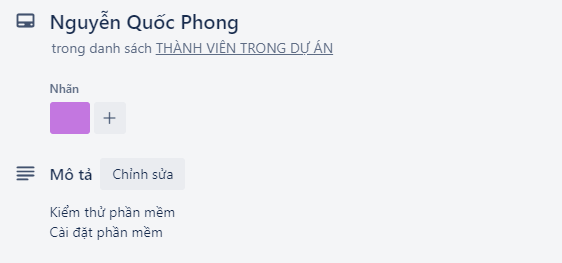 Nguyễn Quốc Phong
trong danh sách THÀNH VIÊN TRONG DỰ ÁN
Nhãn
+
Mô tả Chỉnh sửa
Kiểm thử phần mềm
Cài đặt phần mềm